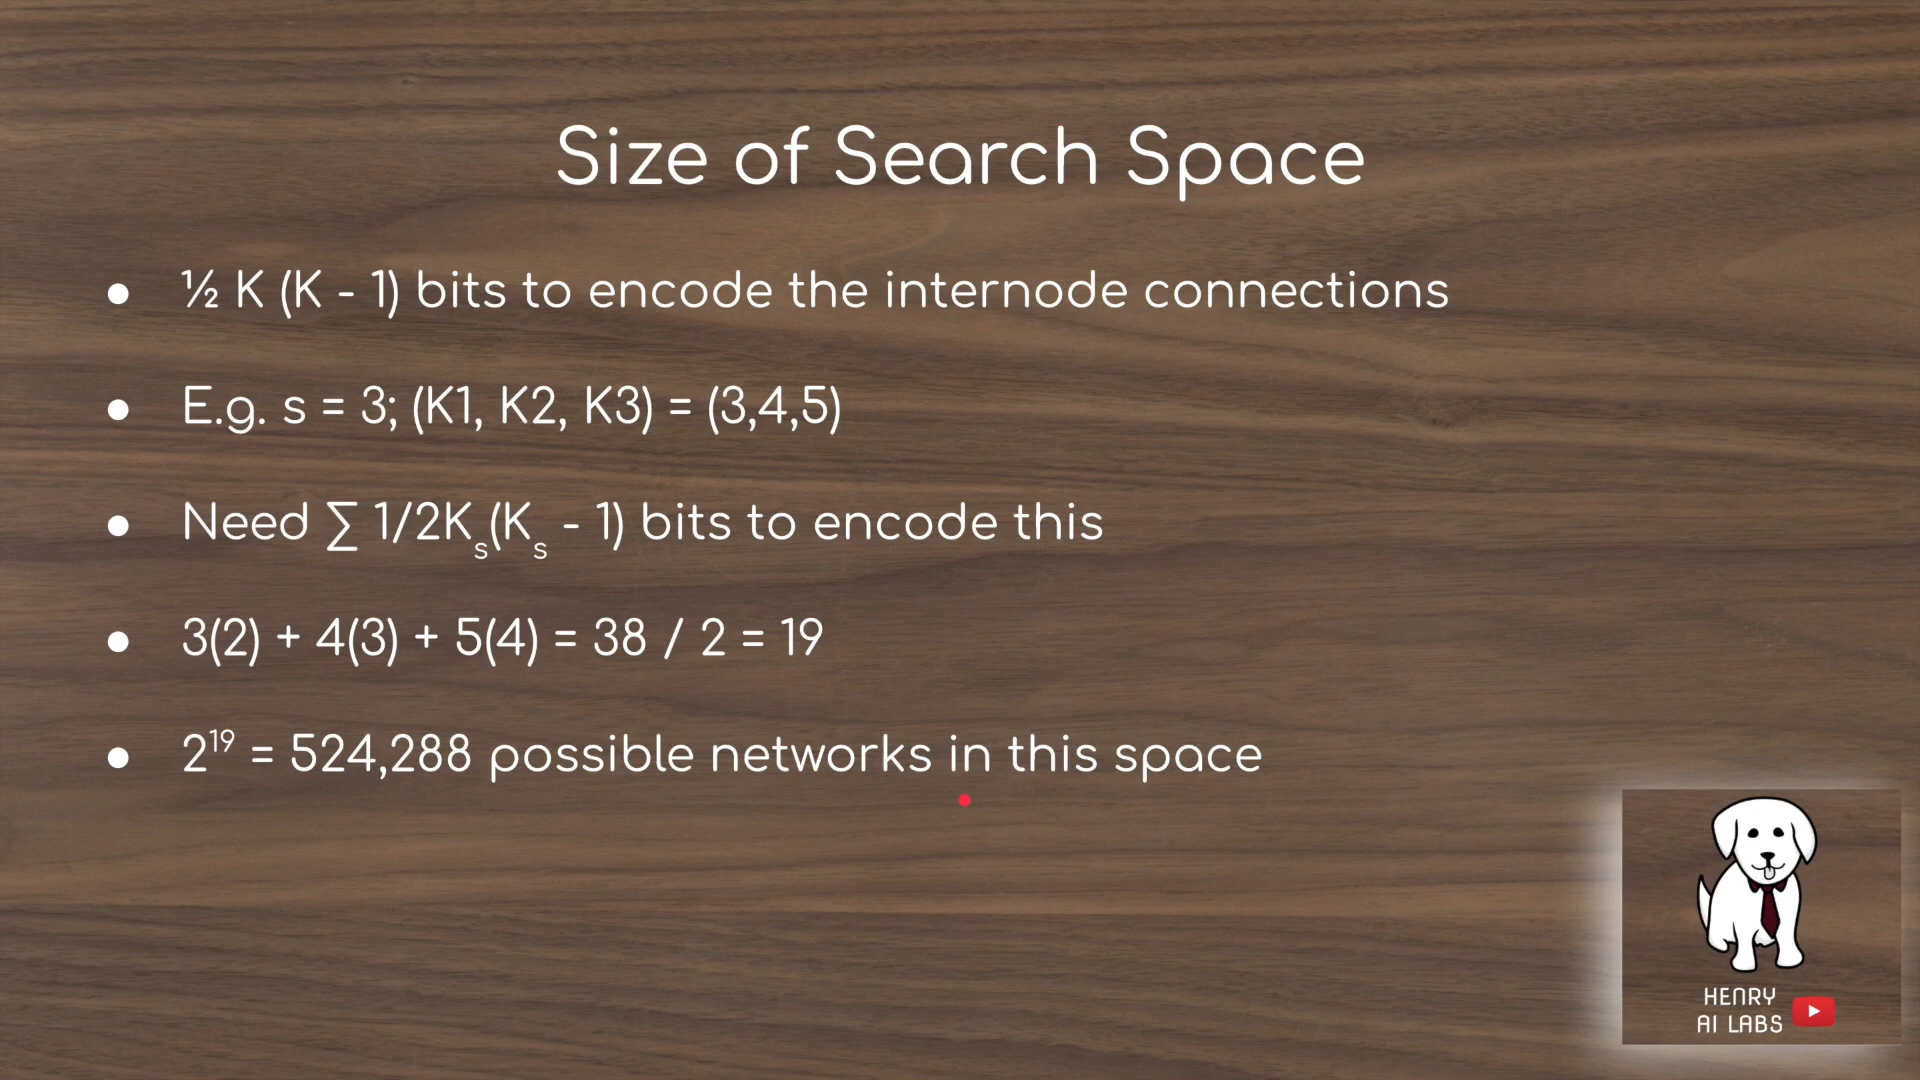 Size of Search Space
● ½ K (K - 1) bits to encode the internode connections
● E.g. s = 3; (K1, K2, K3) = (3,4,5)
● Need ∑ 1/2Kₛ(Kₛ - 1) bits to encode this
● 3(2) + 4(3) + 5(4) = 38 / 2 = 19
● 2¹⁹ = 524,288 possible networks in this space
HENRY
AI LABS